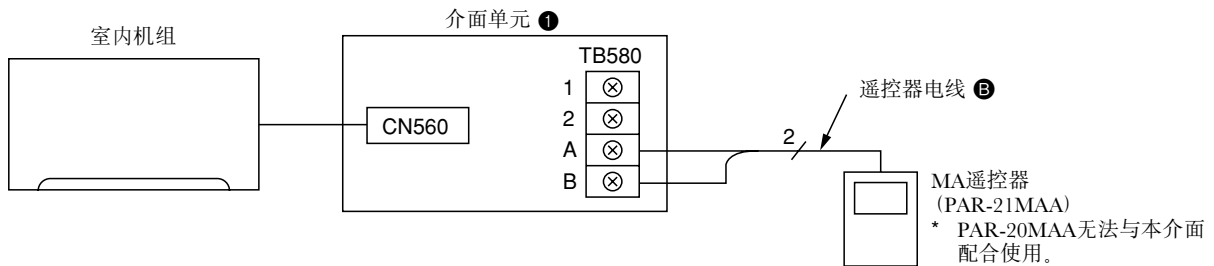 介面单元 ❶
室内机组
TB580
1
2
A
B
CN560
遥控器电线 Ⓑ
2
MA遥控器
(PAR-21MAA)
* PAR-20MAA无法与本介面
配合使用。